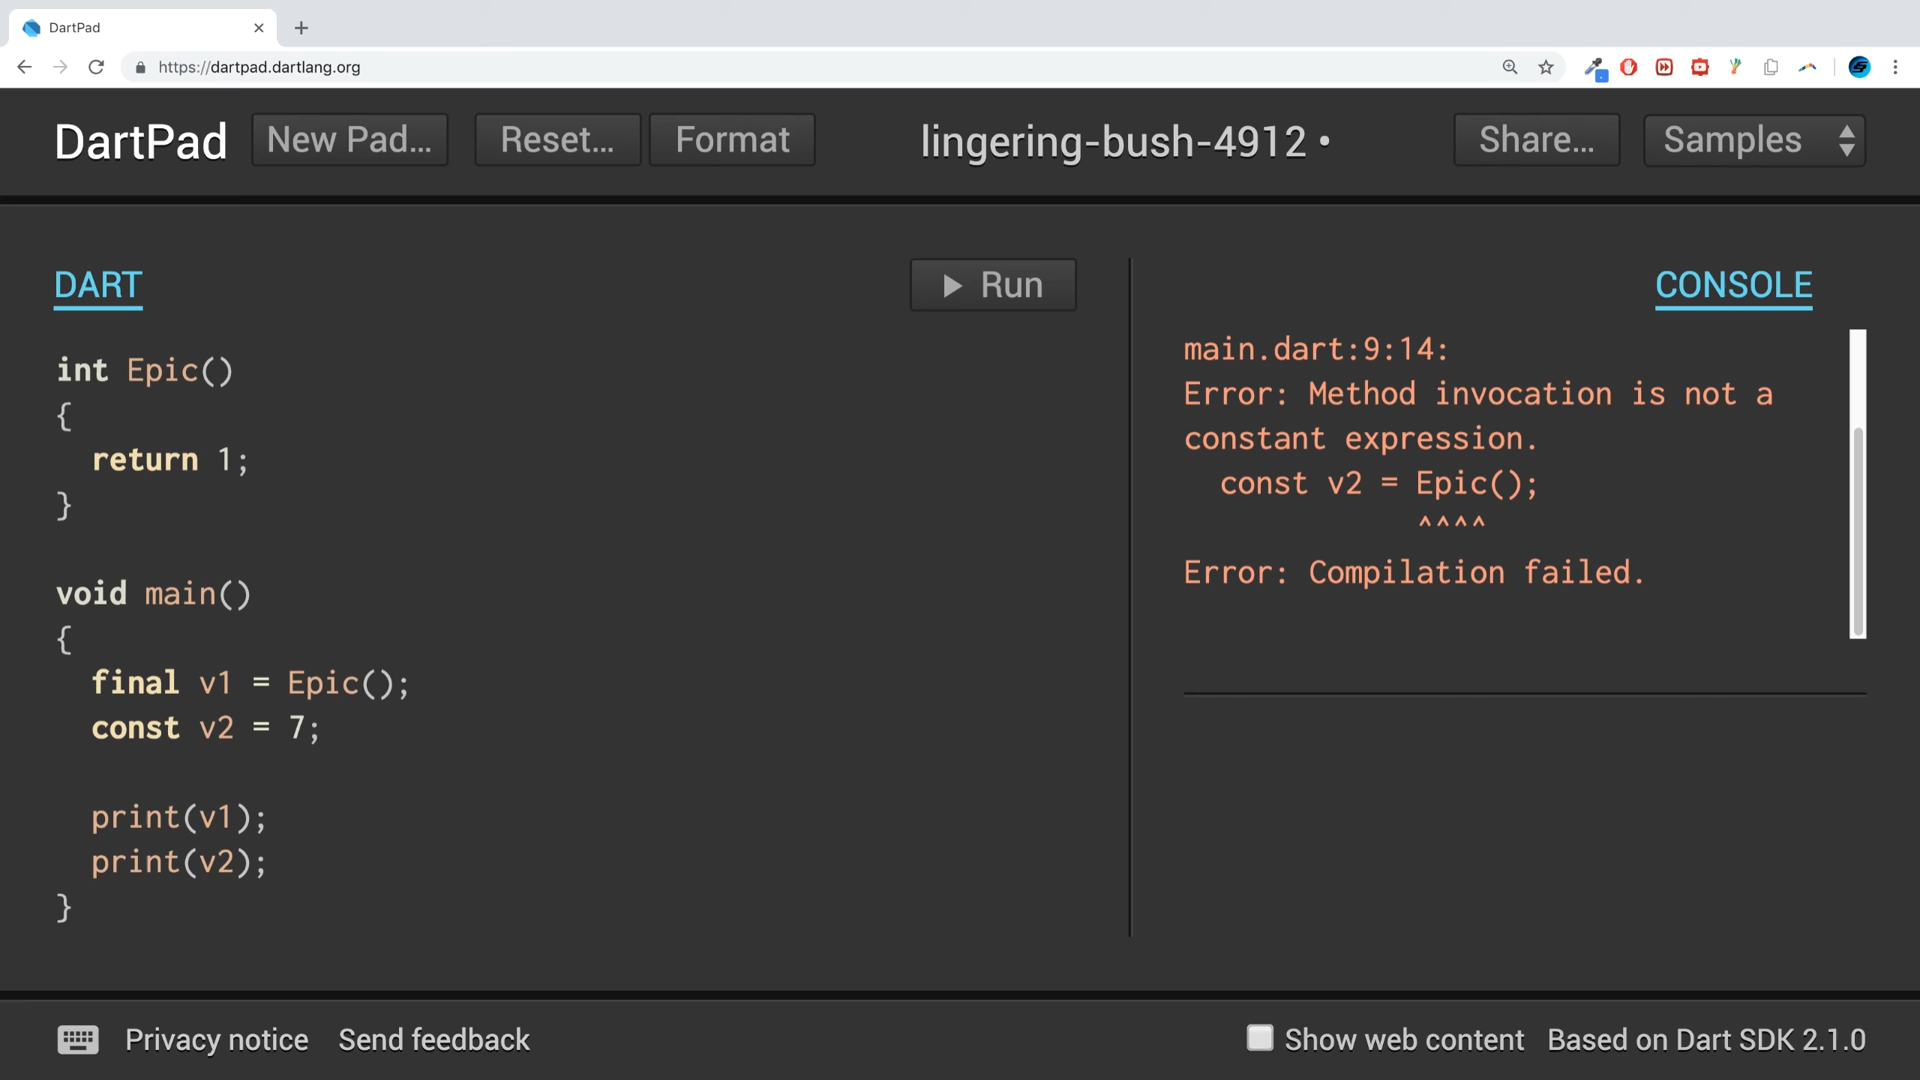 DartPad
https://dartpad.dartlang.org
DartPad
New Pad...
Reset...
Format
lingering-bush-4912 •
Share...
Samples
DART
Run
CONSOLE
int Epic()
{
  return 1;
}
void main()
{
  final v1 = Epic();
  const v2 = 7;
  print(v1);
  print(v2);
}
main.dart:9:14:
Error: Method invocation is not a
constant expression.
  const v2 = Epic();
             ^^^^
Error: Compilation failed.
Privacy notice
Send feedback
Show web content
Based on Dart SDK 2.1.0